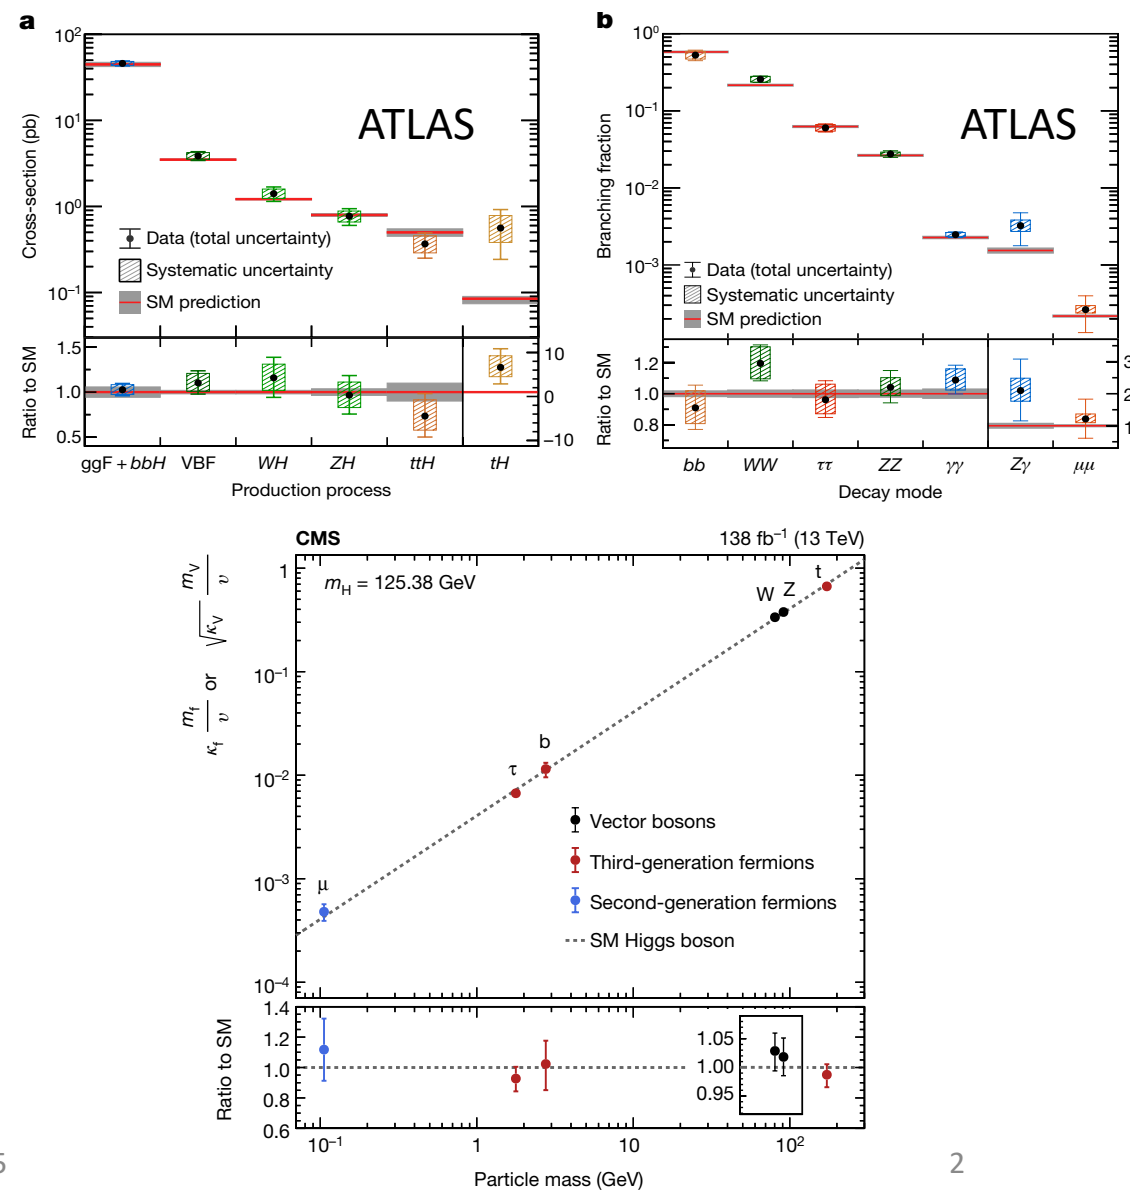 a
10²
10¹
10⁰
10⁻¹
Cross-section (pb)
ATLAS
Data (total uncertainty)
Systematic uncertainty
SM prediction
1.5
1.0
0.5
Ratio to SM
10
0
−10
ggF + bbH VBF WH ZH ttH tH
Production process
b
10⁰
10⁻¹
10⁻²
10⁻³
Branching fraction
ATLAS
Data (total uncertainty)
Systematic uncertainty
SM prediction
1.2
1.0
0.8
Ratio to SM
3
2
1
bb WW ττ ZZ γγ Zγ μμ
Decay mode
CMS 138 fb⁻¹ (13 TeV)
m_H = 125.38 GeV
κ_f m_f/v or √κ_V m_V/v
1
10⁻¹
10⁻²
10⁻³
10⁻⁴
W Z t
τ b
μ
Vector bosons
Third-generation fermions
Second-generation fermions
SM Higgs boson
Ratio to SM
1.4
1.2
1.0
0.8
0.6
1.05
1.00
0.95
10⁻¹ 1 10 10²
Particle mass (GeV)
5
2